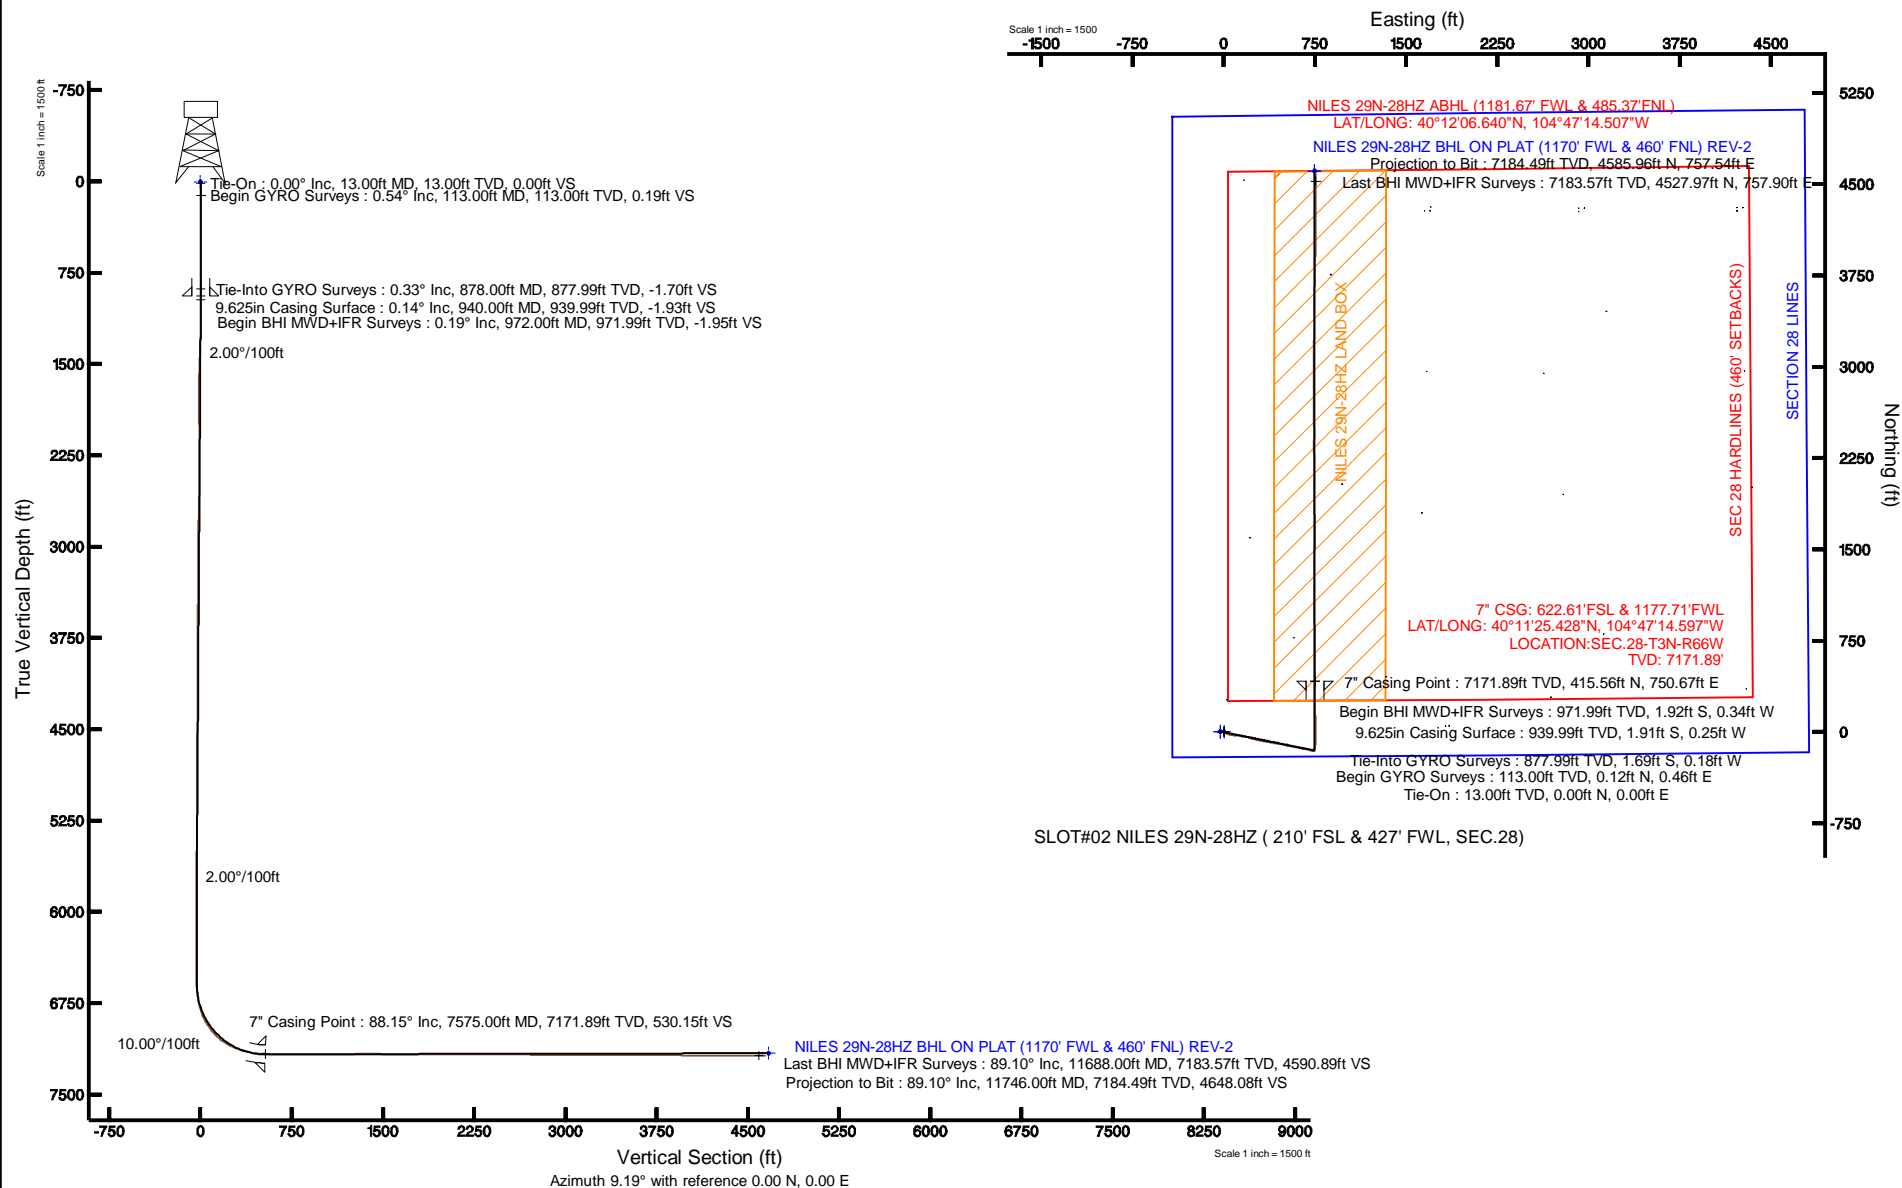 Scale 1 inch = 1500 ft
-750
0
750
1500
2250
3000
3750
4500
5250
6000
6750
7500
True Vertical Depth (ft)
Tie-On : 0.00° Inc, 13.00ft MD, 13.00ft TVD, 0.00ft VS
Begin GYRO Surveys : 0.54° Inc, 113.00ft MD, 113.00ft TVD, 0.19ft VS
Tie-Into GYRO Surveys : 0.33° Inc, 878.00ft MD, 877.99ft TVD, -1.70ft VS
9.625in Casing Surface : 0.14° Inc, 940.00ft MD, 939.99ft TVD, -1.93ft VS
Begin BHI MWD+IFR Surveys : 0.19° Inc, 972.00ft MD, 971.99ft TVD, -1.95ft VS
2.00°/100ft
2.00°/100ft
7" Casing Point : 88.15° Inc, 7575.00ft MD, 7171.89ft TVD, 530.15ft VS
10.00°/100ft
NILES 29N-28HZ BHL ON PLAT (1170' FWL & 460' FNL) REV-2
Last BHI MWD+IFR Surveys : 89.10° Inc, 11688.00ft MD, 7183.57ft TVD, 4590.89ft VS
Projection to Bit : 89.10° Inc, 11746.00ft MD, 7184.49ft TVD, 4648.08ft VS
-750 0 750 1500 2250 3000 3750 4500 5250 6000 6750 7500 8250 9000
Vertical Section (ft)
Scale 1 inch = 1500 ft
Azimuth 9.19° with reference 0.00 N, 0.00 E
Easting (ft)
Scale 1 inch = 1500
-1500 -750 0 750 1500 2250 3000 3750 4500
5250
4500
3750
3000
2250
1500
750
0
-750
Northing (ft)
NILES 29N-28HZ ABHL (1181.67' FWL & 485.37'FNL)
LAT/LONG: 40°12'06.640"N, 104°47'14.507"W
NILES 29N-28HZ BHL ON PLAT (1170' FWL & 460' FNL) REV-2
Projection to Bit : 7184.49ft TVD, 4585.96ft N, 757.54ft E
Last BHI MWD+IFR Surveys : 7183.57ft TVD, 4527.97ft N, 757.90ft E
NILES 29N-28HZ LAND BOX
SEC 28 HARDLINES (460' SETBACKS)
SECTION 28 LINES
7" CSG: 622.61'FSL & 1177.71'FWL
LAT/LONG: 40°11'25.428"N, 104°47'14.597"W
LOCATION:SEC.28-T3N-R66W
TVD: 7171.89'
7" Casing Point : 7171.89ft TVD, 415.56ft N, 750.67ft E
Begin BHI MWD+IFR Surveys : 971.99ft TVD, 1.92ft S, 0.34ft W
9.625in Casing Surface : 939.99ft TVD, 1.91ft S, 0.25ft W
Tie-Into GYRO Surveys : 877.99ft TVD, 1.69ft S, 0.18ft W
Begin GYRO Surveys : 113.00ft TVD, 0.12ft N, 0.46ft E
Tie-On : 13.00ft TVD, 0.00ft N, 0.00ft E
SLOT#02 NILES 29N-28HZ ( 210' FSL & 427' FWL, SEC.28)